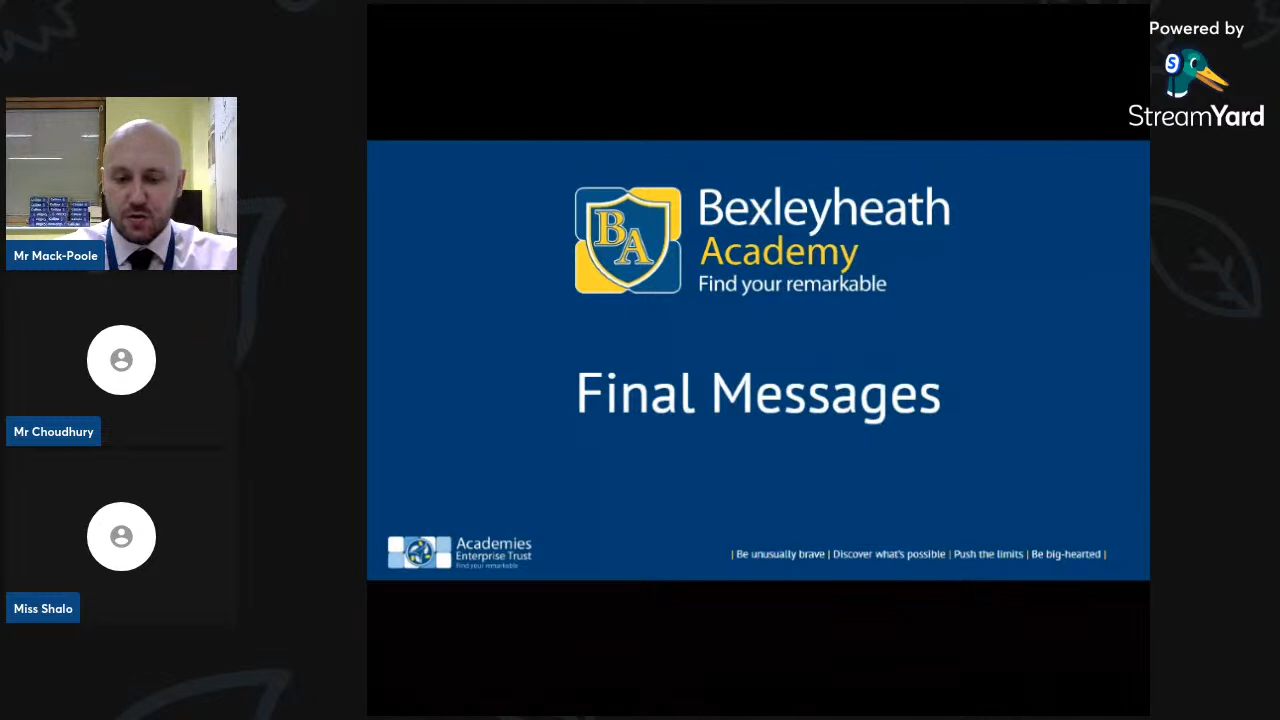 Powered by
StreamYard
Mr Mack-Poole
Mr Choudhury
Miss Shalo
BA
Bexleyheath
Academy
Find your remarkable
Final Messages
Academies
Enterprise Trust
Find your remarkable
| Be unusually brave | Discover what's possible | Push the limits | Be big-hearted |